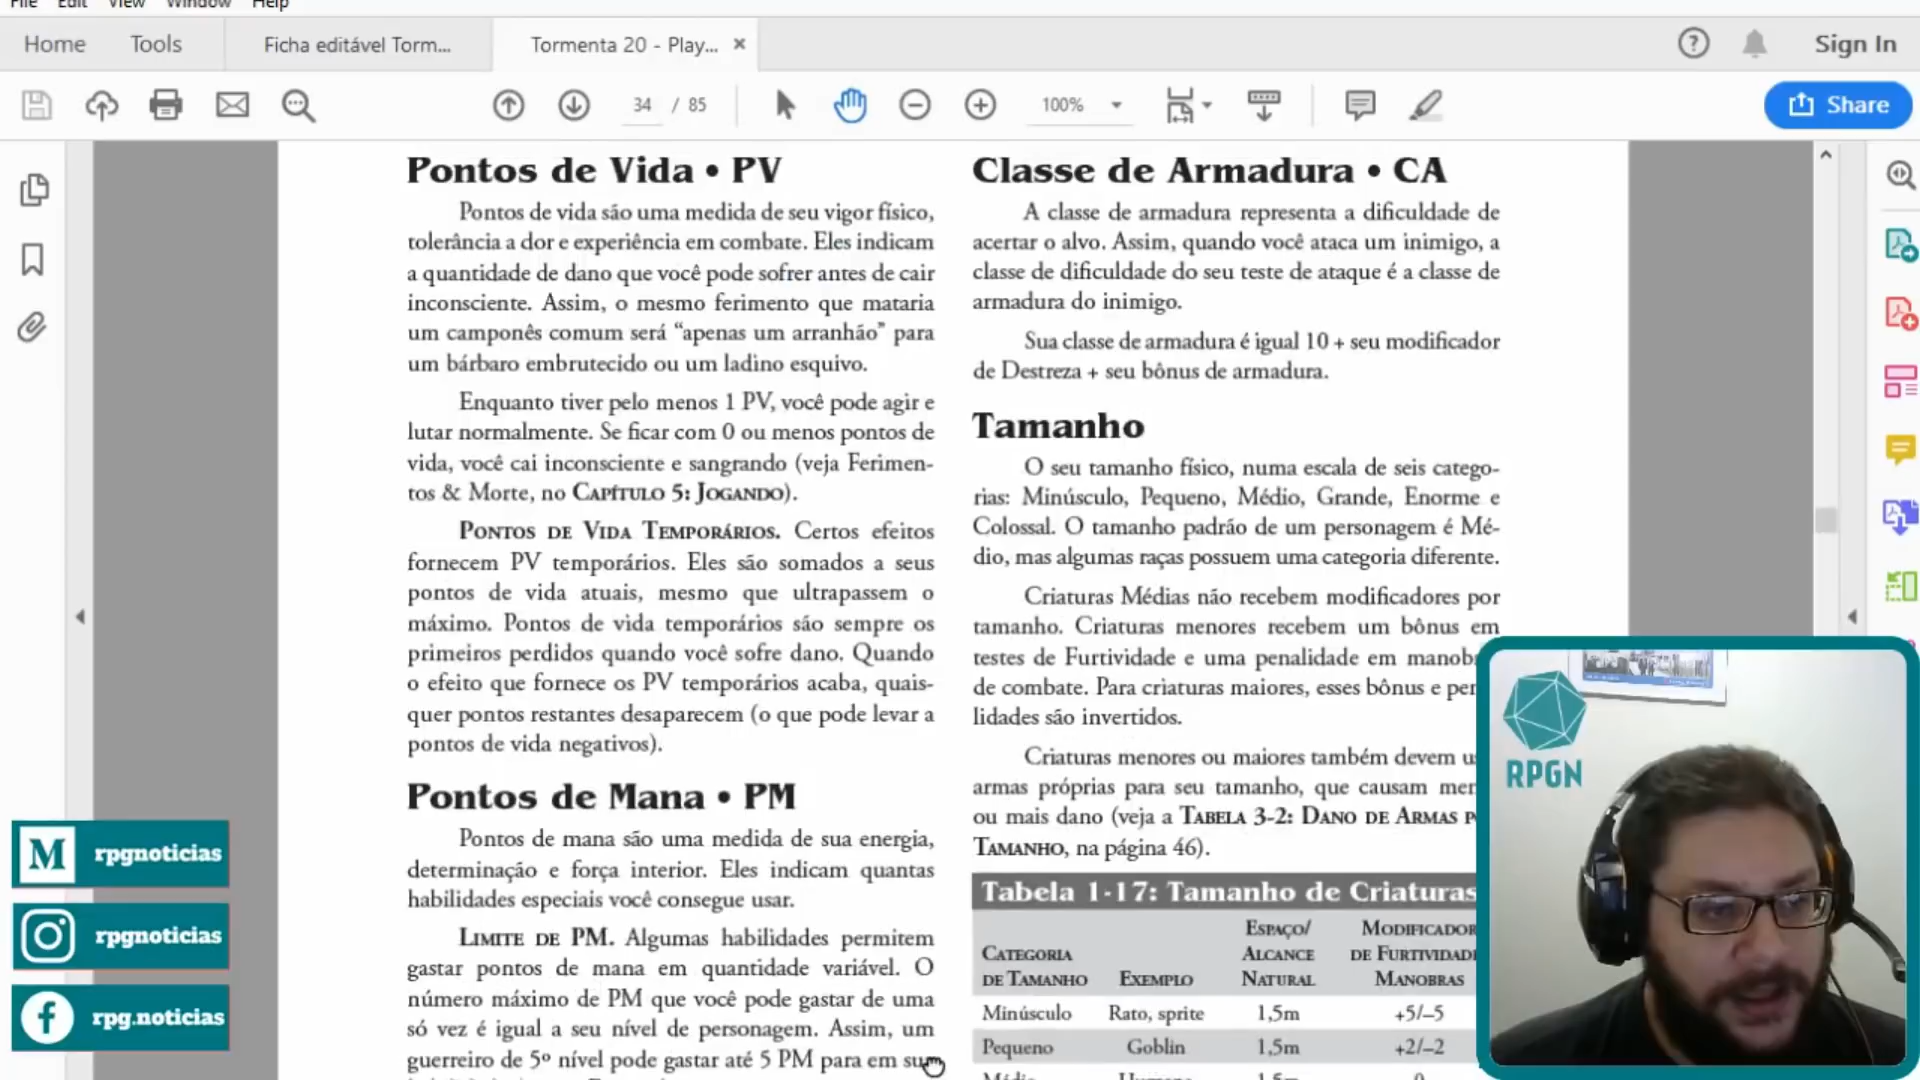 File Edit View Window Help
Home Tools Ficha editável Torm... Tormenta 20 - Play... ×
Sign In
34 / 85 100% Share
Pontos de Vida • PV
Pontos de vida são uma medida de seu vigor físico,
tolerância a dor e experiência em combate. Eles indicam
a quantidade de dano que você pode sofrer antes de cair
inconsciente. Assim, o mesmo ferimento que mataria
um camponês comum será “apenas um arranhão” para
um bárbaro embrutecido ou um ladino esquivo.
Enquanto tiver pelo menos 1 PV, você pode agir e
lutar normalmente. Se ficar com 0 ou menos pontos de
vida, você cai inconsciente e sangrando (veja Ferimen-
tos & Morte, no CAPÍTULO 5: JOGANDO).
PONTOS DE VIDA TEMPORÁRIOS. Certos efeitos
fornecem PV temporários. Eles são somados a seus
pontos de vida atuais, mesmo que ultrapassem o
máximo. Pontos de vida temporários são sempre os
primeiros perdidos quando você sofre dano. Quando
o efeito que fornece os PV temporários acaba, quais-
quer pontos restantes desaparecem (o que pode levar a
pontos de vida negativos).
Pontos de Mana • PM
Pontos de mana são uma medida de sua energia,
determinação e força interior. Eles indicam quantas
habilidades especiais você consegue usar.
LIMITE DE PM. Algumas habilidades permitem
gastar pontos de mana em quantidade variável. O
número máximo de PM que você pode gastar de uma
só vez é igual a seu nível de personagem. Assim, um
guerreiro de 5º nível pode gastar até 5 PM para em sua
Classe de Armadura • CA
A classe de armadura representa a dificuldade de
acertar o alvo. Assim, quando você ataca um inimigo, a
classe de dificuldade do seu teste de ataque é a classe de
armadura do inimigo.
Sua classe de armadura é igual 10 + seu modificador
de Destreza + seu bônus de armadura.
Tamanho
O seu tamanho físico, numa escala de seis catego-
rias: Minúsculo, Pequeno, Médio, Grande, Enorme e
Colossal. O tamanho padrão de um personagem é Mé-
dio, mas algumas raças possuem uma categoria diferente.
Criaturas Médias não recebem modificadores por
tamanho. Criaturas menores recebem um bônus em
testes de Furtividade e uma penalidade em manob
de combate. Para criaturas maiores, esses bônus e pen
lidades são invertidos.
Criaturas menores ou maiores também devem u
armas próprias para seu tamanho, que causam men
ou mais dano (veja a TABELA 3-2: DANO DE ARMAS P
TAMANHO, na página 46).
Tabela 1-17: Tamanho de Criaturas
CATEGORIA DE TAMANHO EXEMPLO ESPAÇO/ ALCANCE NATURAL MODIFICADOR DE FURTIVIDADE MANOBRAS
Minúsculo Rato, sprite 1,5m +5/–5
Pequeno Goblin 1,5m +2/–2
M rpgnoticias
rpgnoticias
f rpg.noticias
RPGN